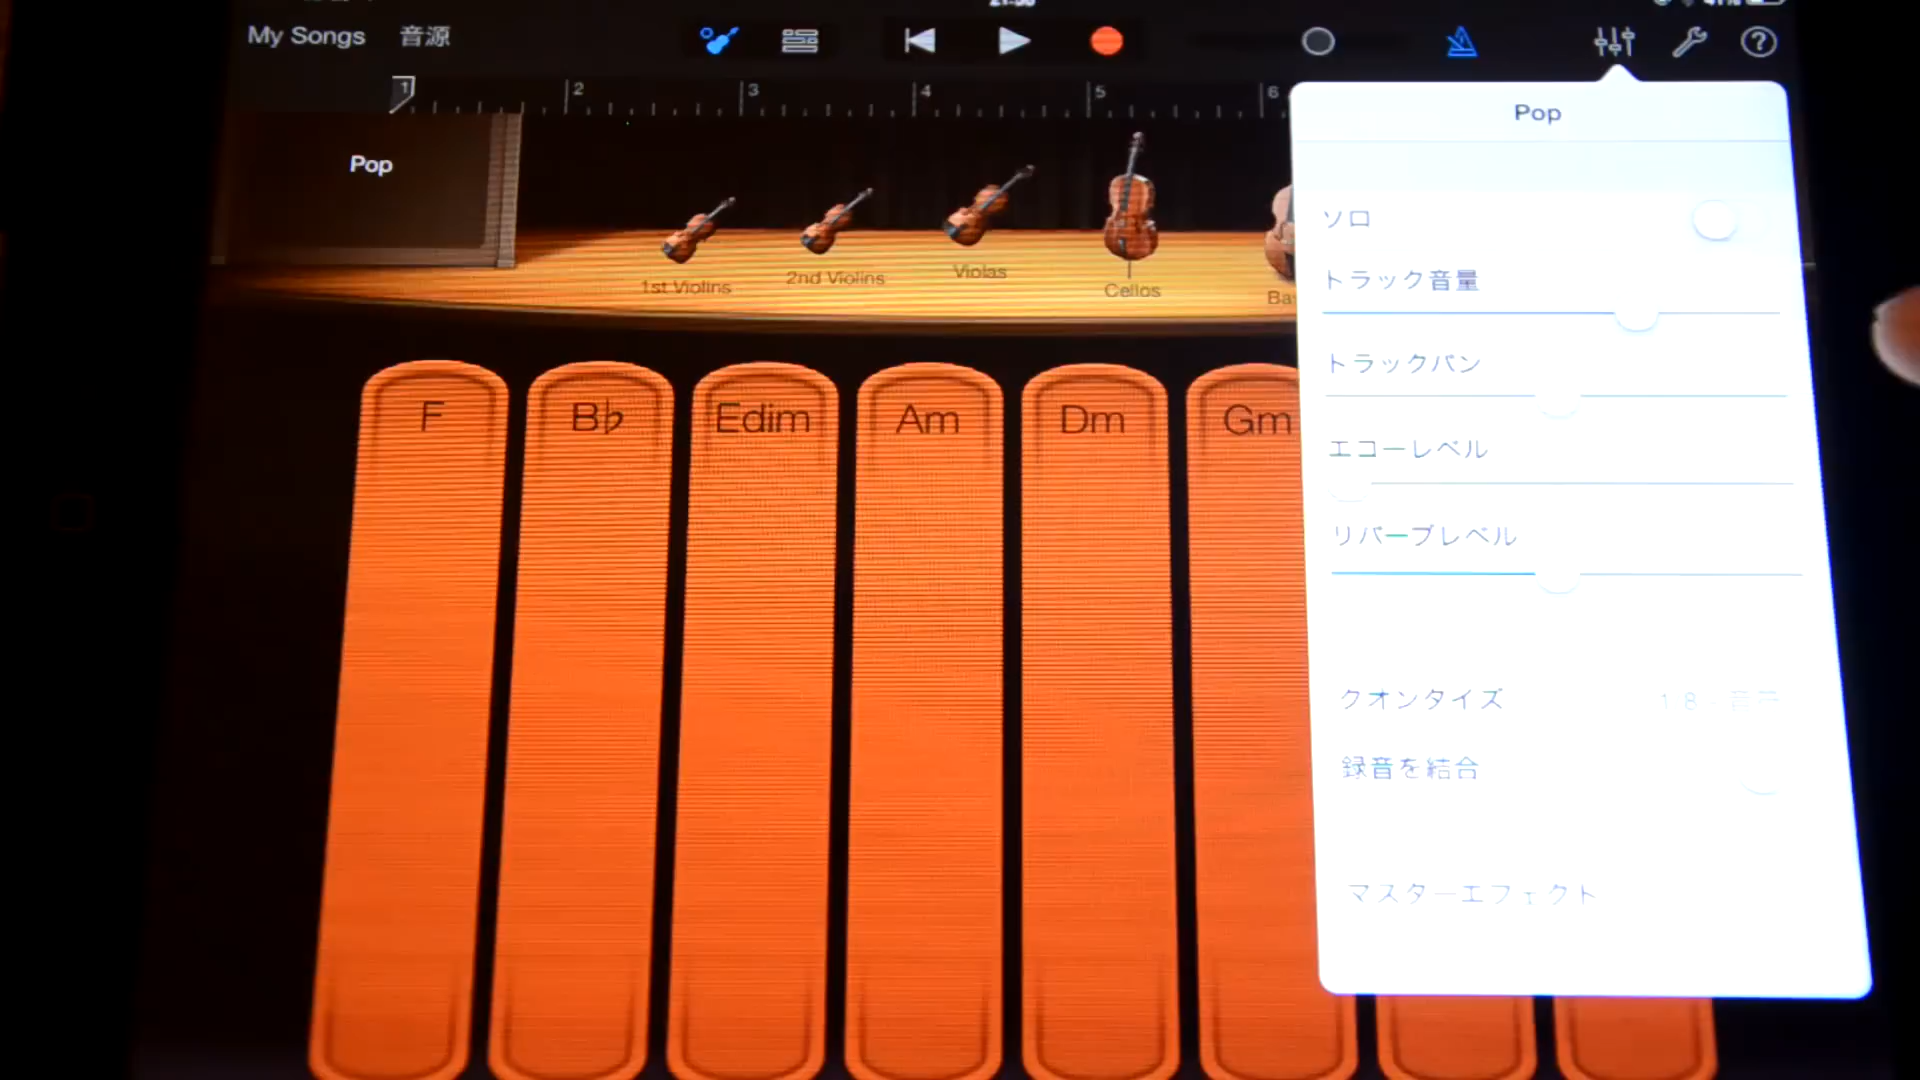 My Songs 音源
1 2 3 4 5 6
Pop
Pop
1st Violins 2nd Violins Violas Cellos
ソロ
トラック音量
トラックパン
エコーレベル
リバーブレベル
F B♭ Edim Am Dm Gm
クオンタイズ
録音を結合
マスターエフェクト